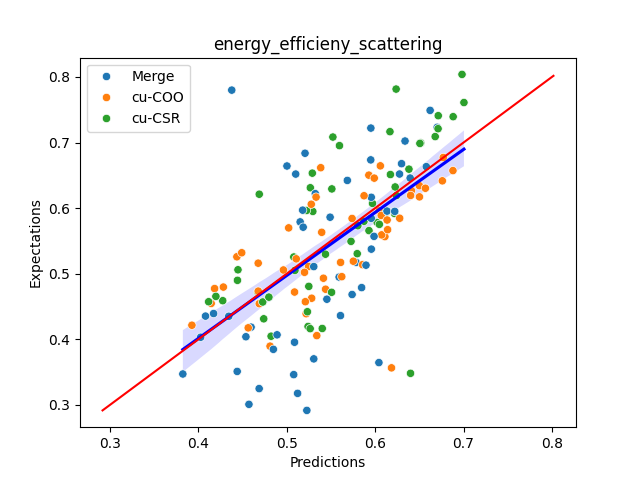 energy_efficieny_scattering
Merge
cu-COO
cu-CSR
Expectations
0.8
0.7
0.6
0.5
0.4
0.3
0.3 0.4 0.5 0.6 0.7 0.8
Predictions